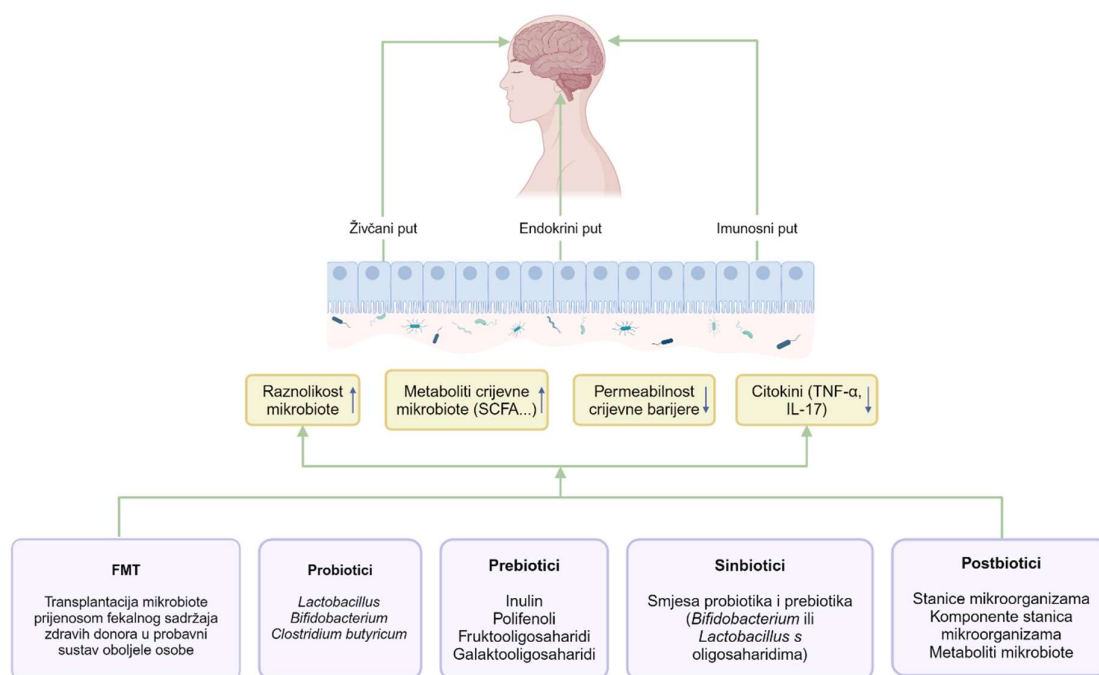 Živčani put
Endokrini put
Imunosni put
Raznolikost
mikrobiote
Metaboliti crijevne
mikrobiote (SCFA...)
Permeabilnost
crijevne barijere
Citokini (TNF-α,
IL-17)
FMT
Transplantacija mikrobiote
prijenosom fekalnog sadržaja
zdravih donora u probavni
sustav oboljele osobe
Probiotici
Lactobacillus
Bifidobacterium
Clostridium butyricum
Prebiotici
Inulin
Polifenoli
Fruktooligosaharidi
Galaktooligosaharidi
Sinbiotici
Smjesa probiotika i prebiotika
(Bifidobacterium ili
Lactobacillus s
oligosaharidima)
Postbiotici
Stanice mikroorganizama
Komponente stanica
mikroorganizama
Metaboliti mikrobiote